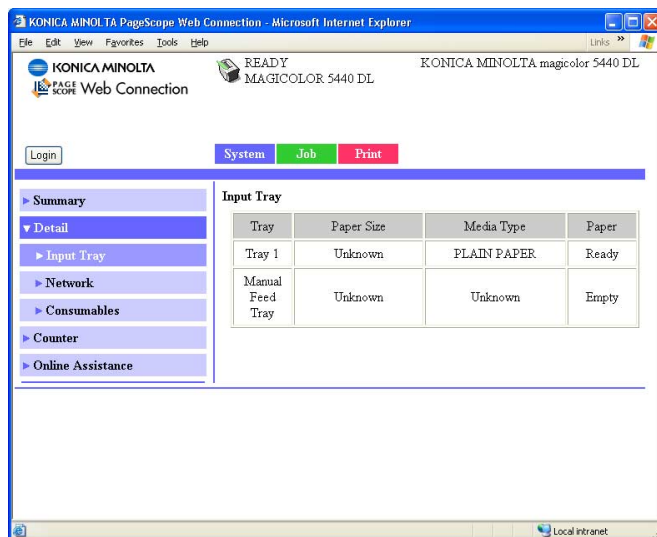 KONICA MINOLTA PageScope Web Connection - Microsoft Internet Explorer
File Edit View Favorites Tools Help
Links »
KONICA MINOLTA
PAGE SCOPE Web Connection
READY
MAGICOLOR 5440 DL
KONICA MINOLTA magicolor 5440 DL
Login
System Job Print
Summary
Detail
Input Tray
Network
Consumables
Counter
Online Assistance
Input Tray
Tray Paper Size Media Type Paper
Tray 1 Unknown PLAIN PAPER Ready
Manual
Feed
Tray
Unknown Unknown Empty
Local intranet